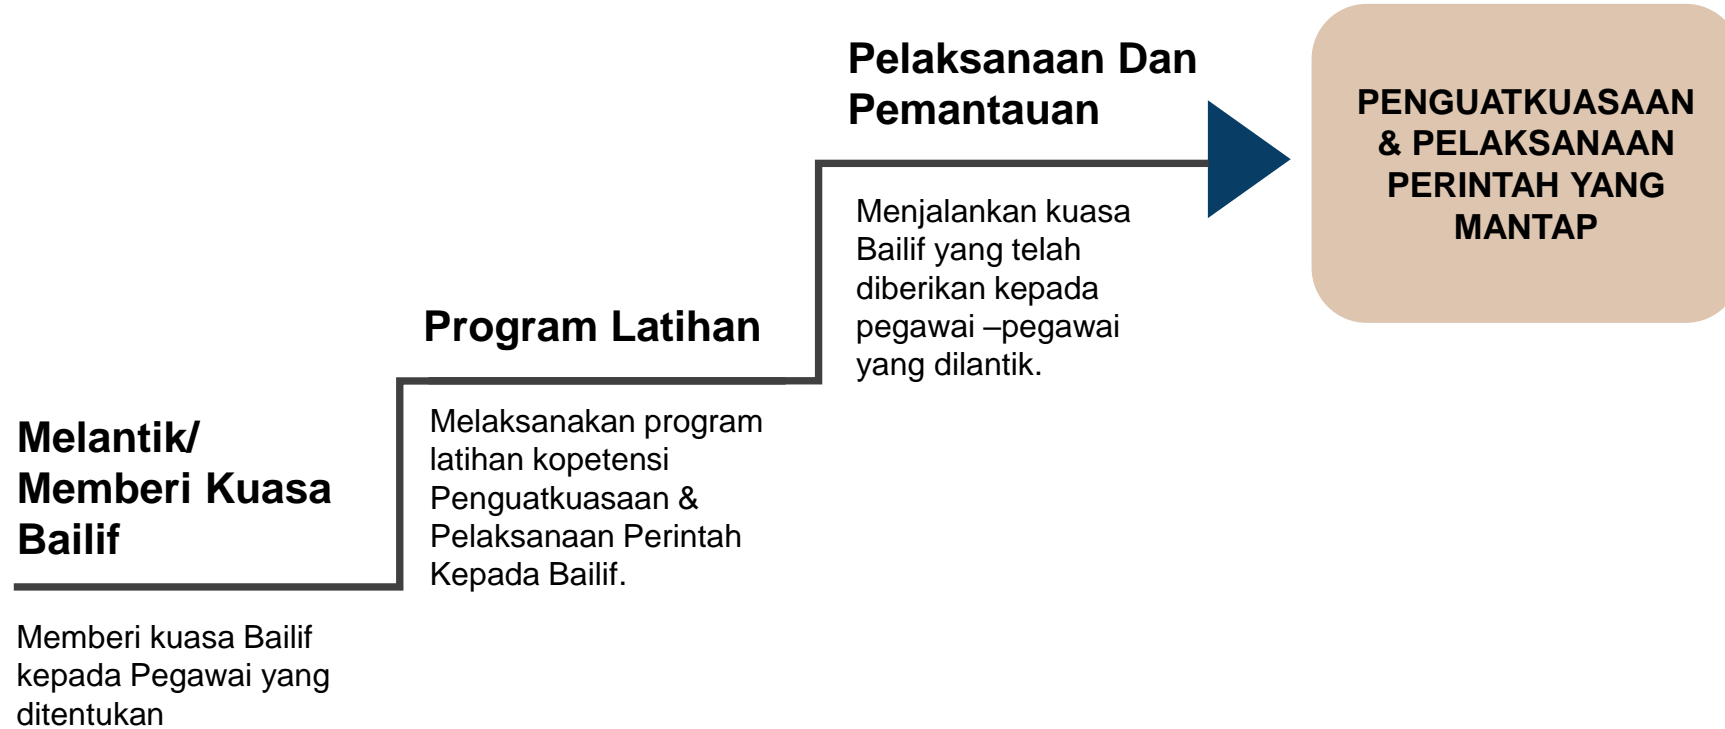 Melantik/
Memberi Kuasa
Bailif
Memberi kuasa Bailif
kepada Pegawai yang
ditentukan
Program Latihan
Melaksanakan program
latihan kopetensi
Penguatkuasaan &
Pelaksanaan Perintah
Kepada Bailif.
Pelaksanaan Dan
Pemantauan
Menjalankan kuasa
Bailif yang telah
diberikan kepada
pegawai –pegawai
yang dilantik.
PENGUATKUASAAN
& PELAKSANAAN
PERINTAH YANG
MANTAP